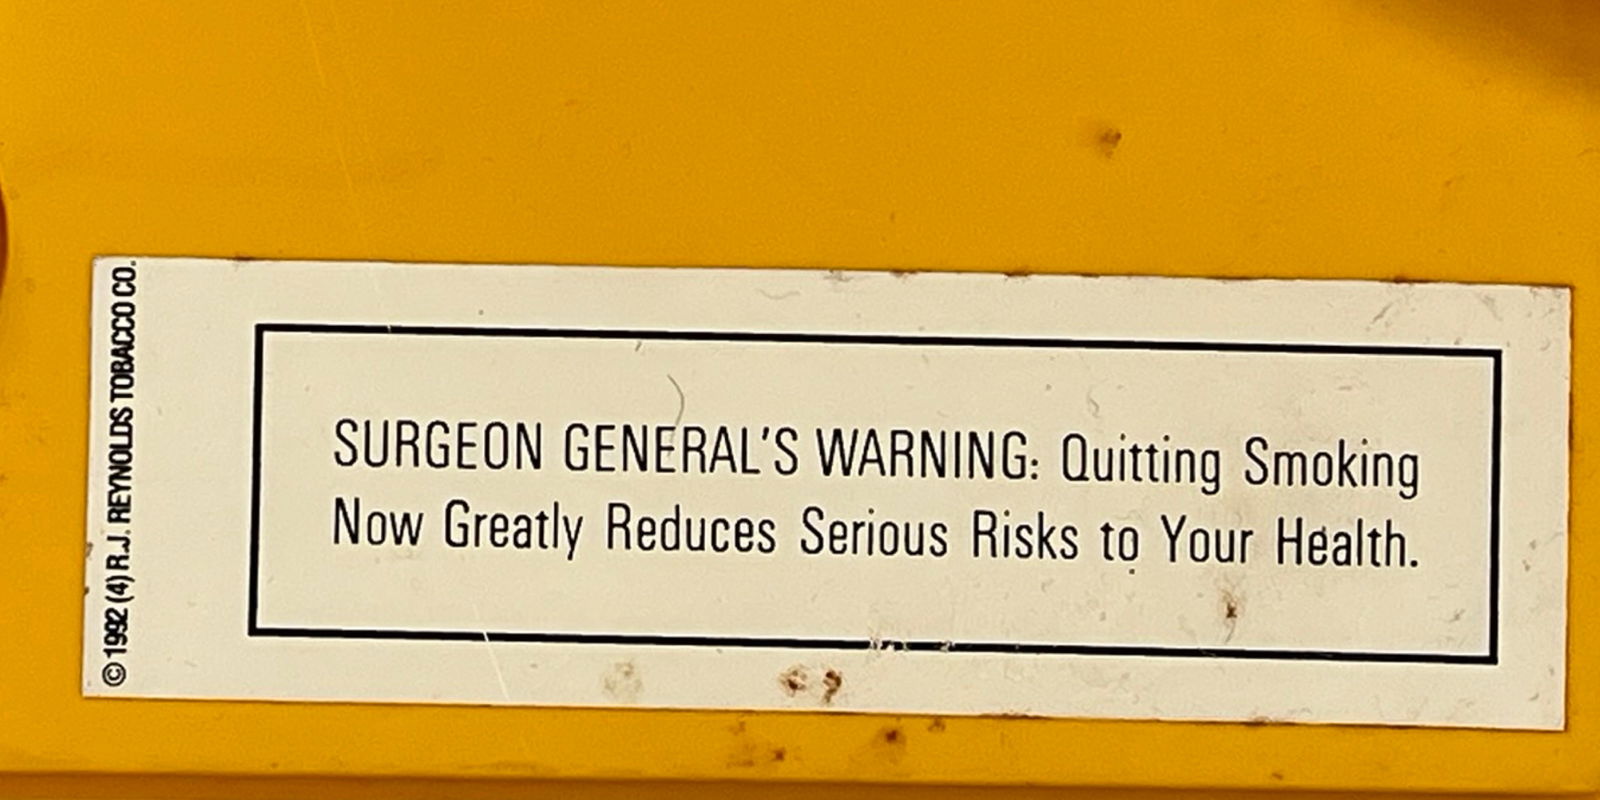 ©1992 (4) R.J. REYNOLDS TOBACCO CO.
SURGEON GENERAL'S WARNING: Quitting Smoking
Now Greatly Reduces Serious Risks to Your Health.